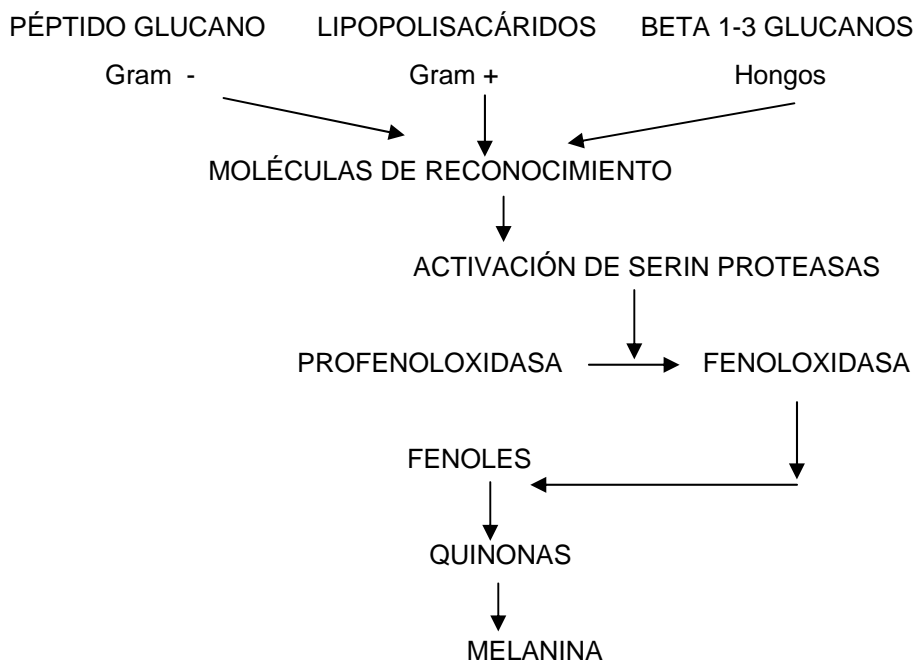 PÉPTIDO GLUCANO LIPOPOLISACÁRIDOS BETA 1-3 GLUCANOS
Gram - Gram + Hongos
MOLÉCULAS DE RECONOCIMIENTO
ACTIVACIÓN DE SERIN PROTEASAS
PROFENOLOXIDASA FENOLOXIDASA
FENOLES
QUINONAS
MELANINA